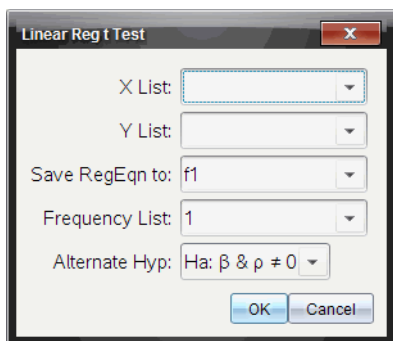 Linear Reg t Test
X List:
Y List:
Save RegEqn to: f1
Frequency List: 1
Alternate Hyp: Ha: β & ρ ≠ 0
OK Cancel